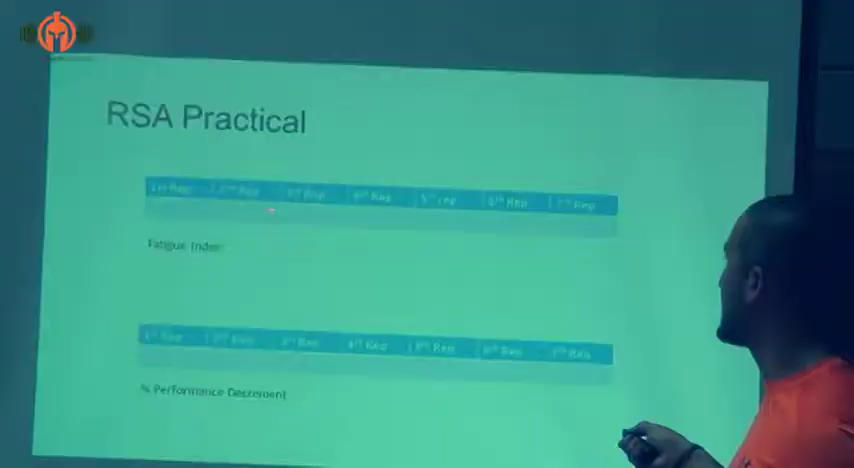 RSA Practical
1st Rep 2nd Rep 3rd Rep 4th Rep 5th rep 6th Rep 7th Rep
Fatigue Index
1st Rep 2nd Rep 3rd Rep 4th Rep 5th Rep 6th Rep 7th Rep
% Performance Decrement